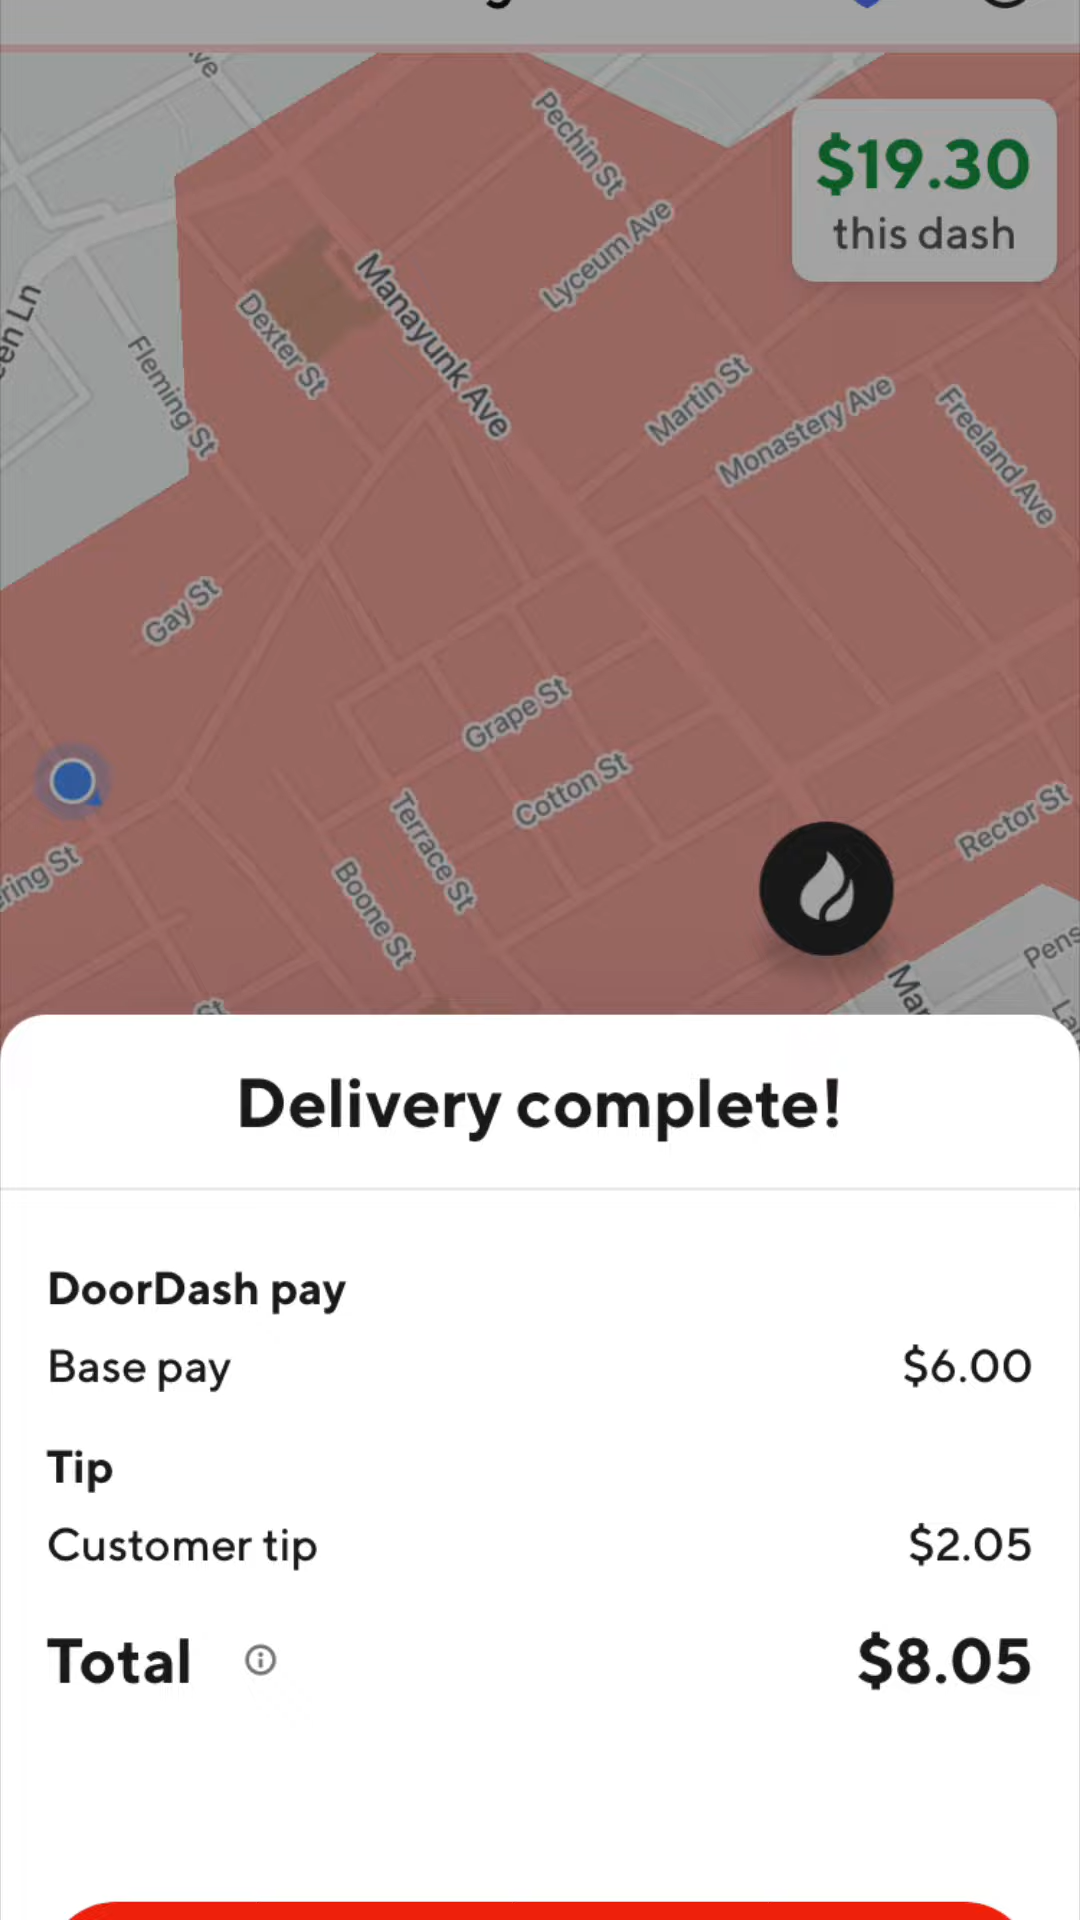 $19.30
this dash
Pechin St
Lyceum Ave
Manayunk Ave
Dexter St
Fleming St
Martin St
Monastery Ave
Freeland Ave
Gay St
Grape St
Cotton St
Terrace St
Boone St
Rector St
Delivery complete!
DoorDash pay
Base pay $6.00
Tip
Customer tip $2.05
Total $8.05